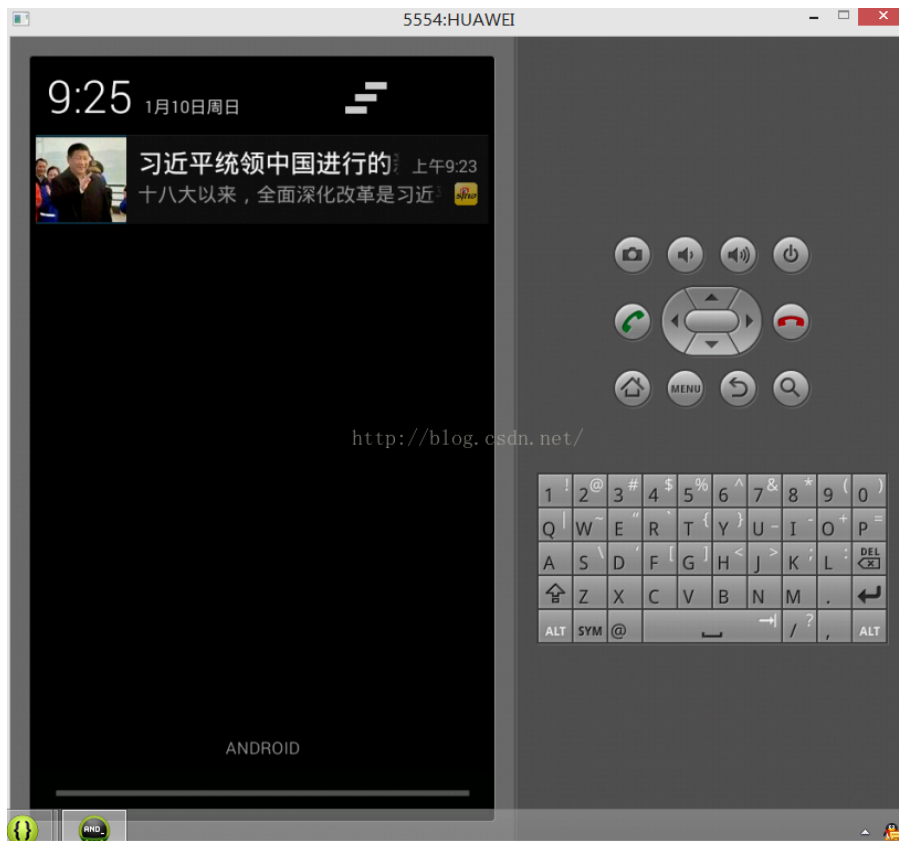 5554:HUAWEI
9:25 1月10日周日
习近平统领中国进行的 上午9:23
十八大以来，全面深化改革是习近
sina
MENU
http://blog.csdn.net/
1 ! 2 @ 3 # 4 $ 5 % 6 ^ 7 & 8 * 9 ( 0 )
Q | W ~ E “ R ` T { Y } U _ I - O + P =
A S \ D ‘ F [ G ] H < J > K ; L : DEL
Z X C V B N M .
ALT SYM @ / ? , ALT
ANDROID
{} AND_